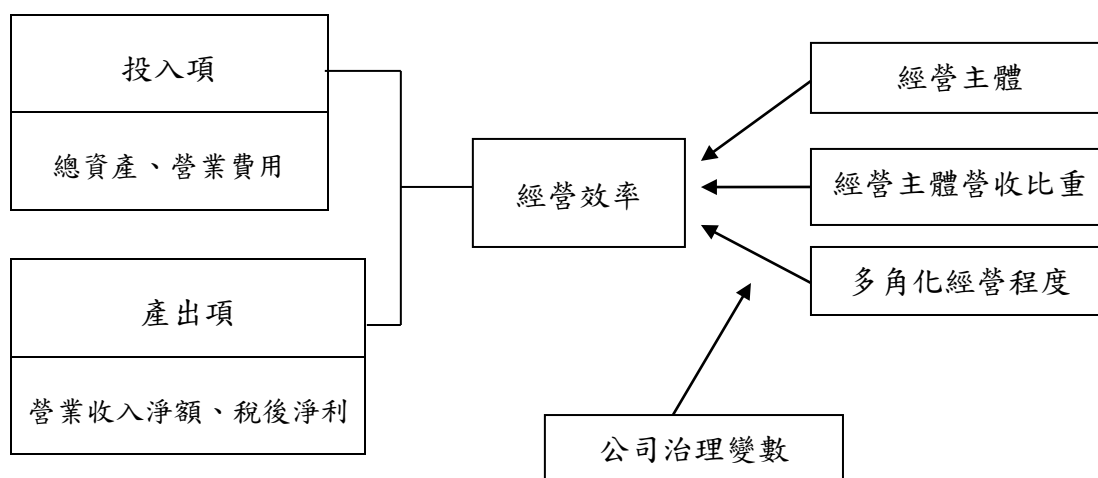 投入項
總資產、營業費用
產出項
營業收入淨額、稅後淨利
經營效率
經營主體
經營主體營收比重
多角化經營程度
公司治理變數